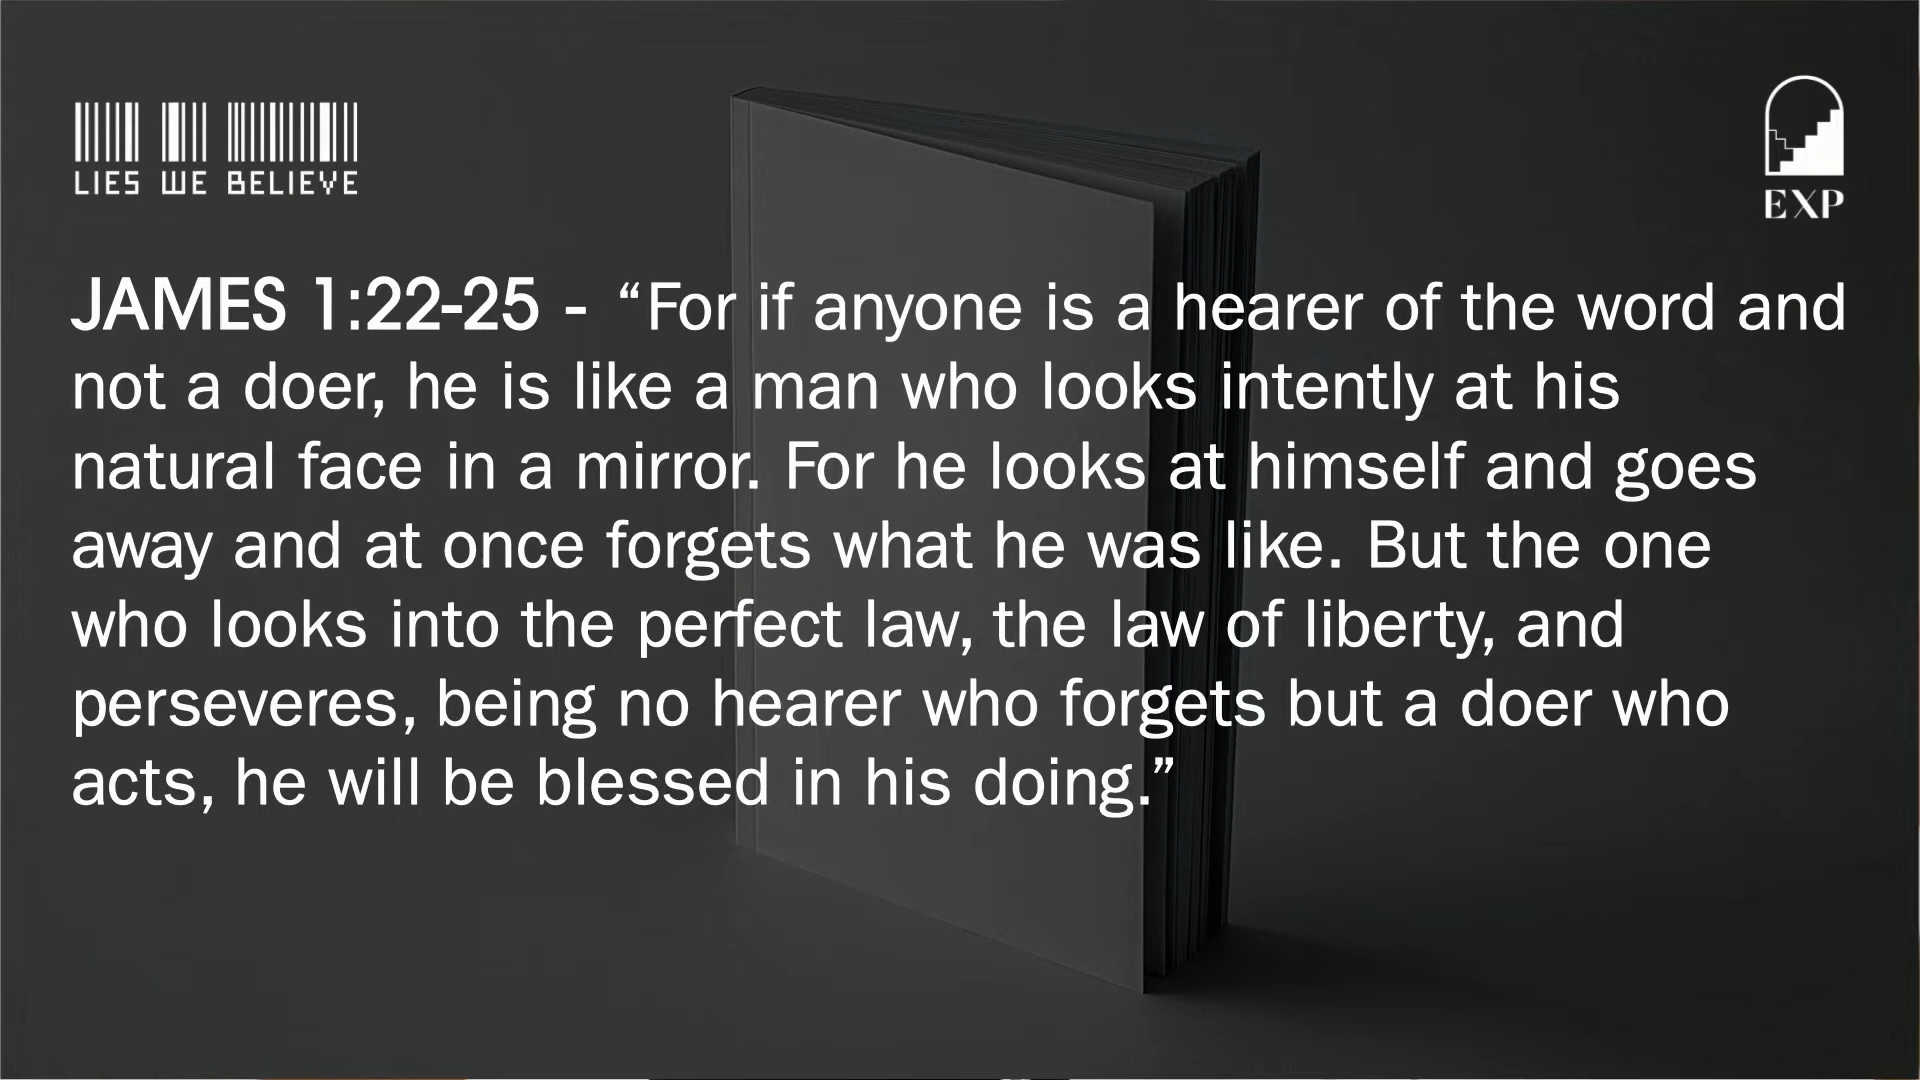 LIES WE BELIEVE
EXP
JAMES 1:22-25 - “For if anyone is a hearer of the word and
not a doer, he is like a man who looks intently at his
natural face in a mirror. For he looks at himself and goes
away and at once forgets what he was like. But the one
who looks into the perfect law, the law of liberty, and
perseveres, being no hearer who forgets but a doer who
acts, he will be blessed in his doing.”